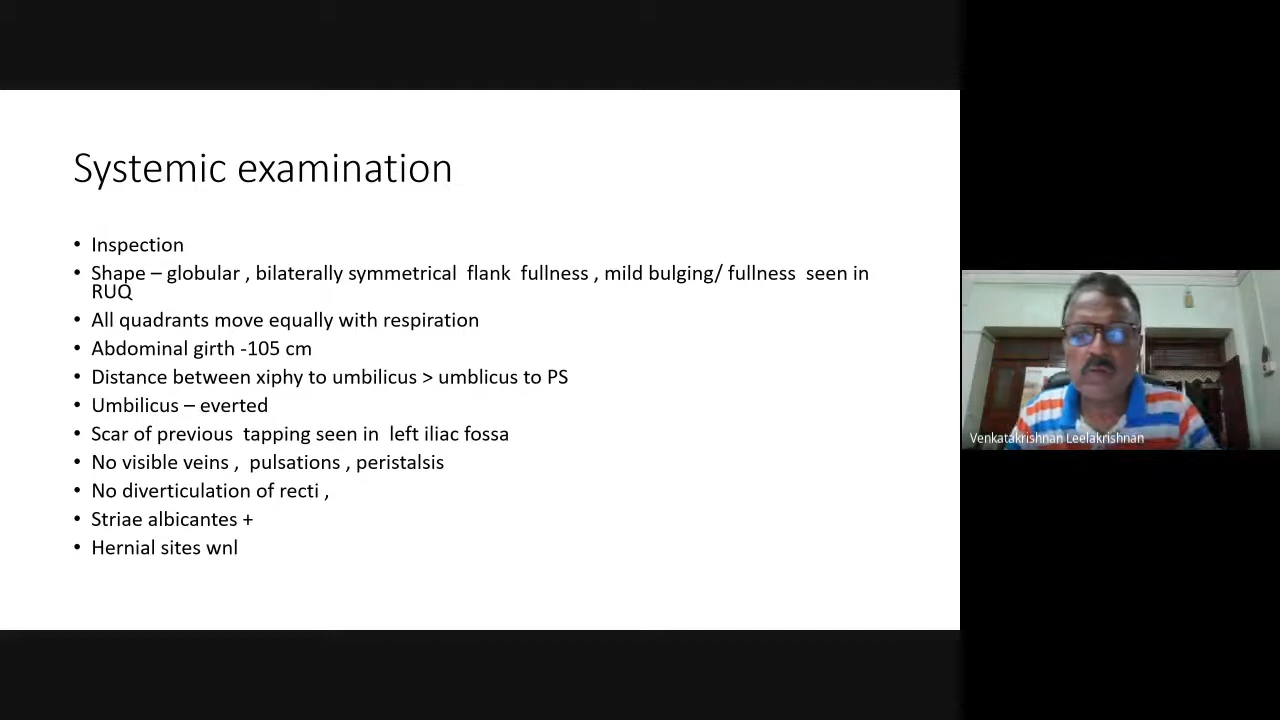 Systemic examination
• Inspection
• Shape – globular , bilaterally symmetrical flank fullness , mild bulging/ fullness seen in
RUQ
• All quadrants move equally with respiration
• Abdominal girth -105 cm
• Distance between xiphy to umbilicus > umblicus to PS
• Umbilicus – everted
• Scar of previous tapping seen in left iliac fossa
• No visible veins , pulsations , peristalsis
• No diverticulation of recti ,
• Striae albicantes +
• Hernial sites wnl
Venkatakrishnan Leelakrishnan